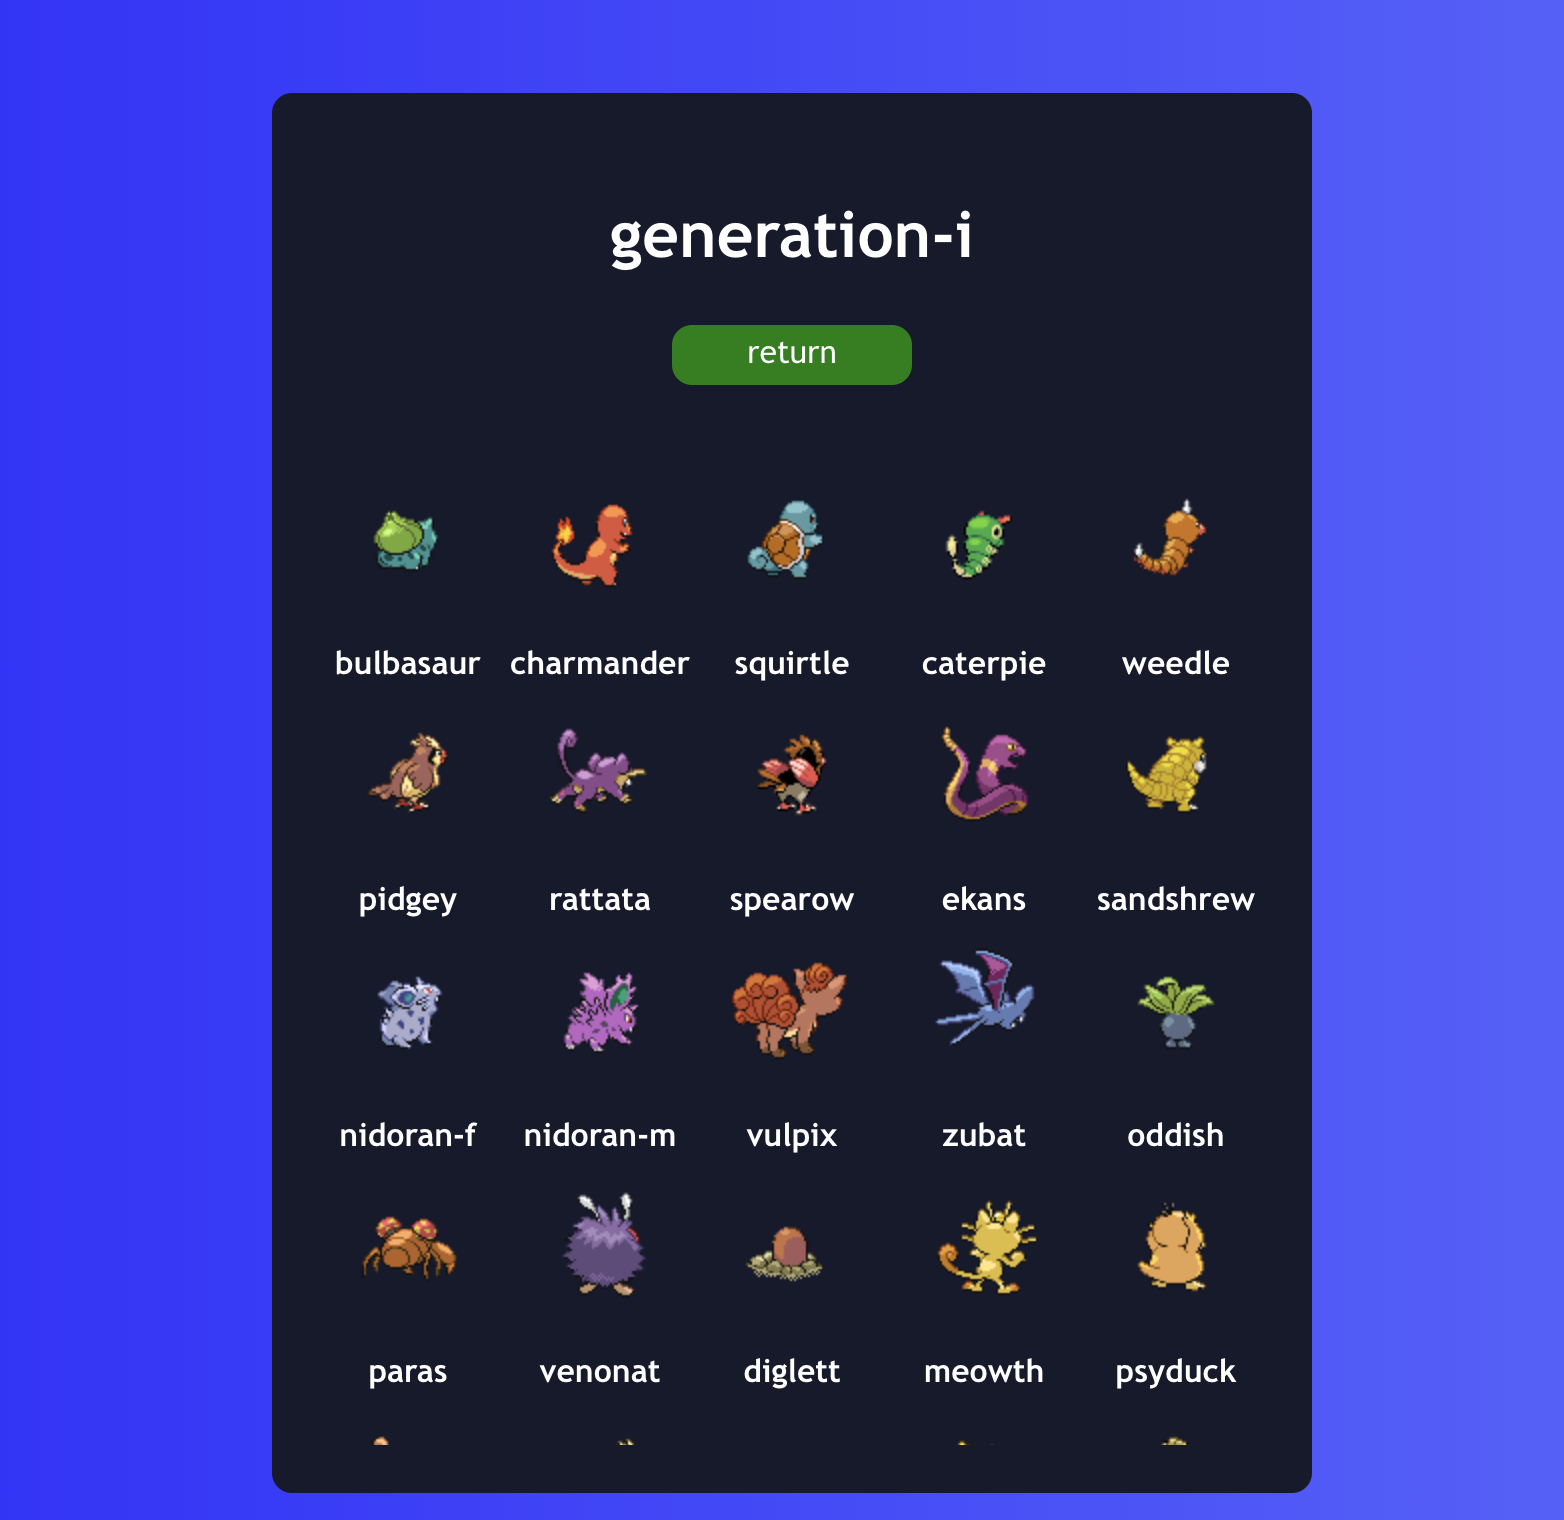 generation-i
return
bulbasaur charmander squirtle caterpie weedle
pidgey rattata spearow ekans sandshrew
nidoran-f nidoran-m vulpix zubat oddish
paras venonat diglett meowth psyduck